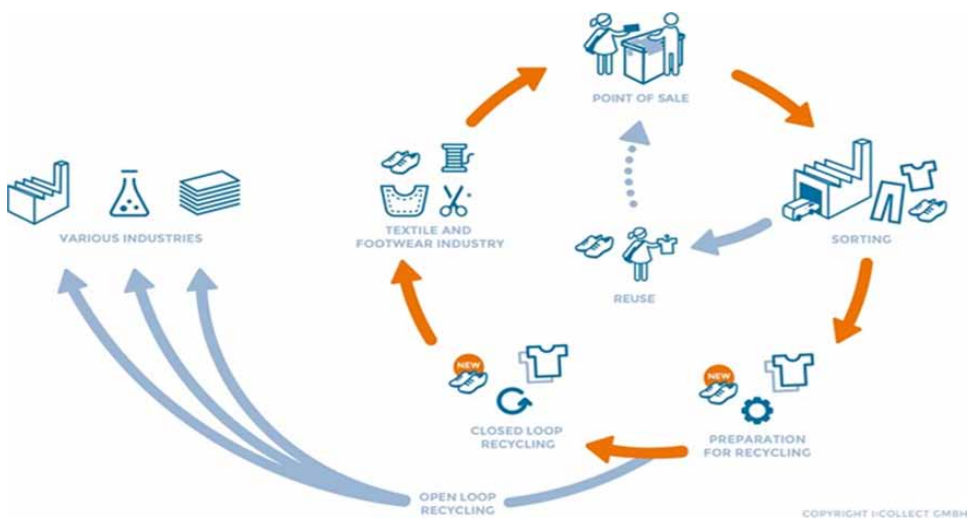 POINT OF SALE
VARIOUS INDUSTRIES
TEXTILE AND
FOOTWEAR INDUSTRY
SORTING
REUSE
NEW
NEW
CLOSED LOOP
RECYCLING
PREPARATION
FOR RECYCLING
OPEN LOOP
RECYCLING
COPYRIGHT I:COLLECT GMBH